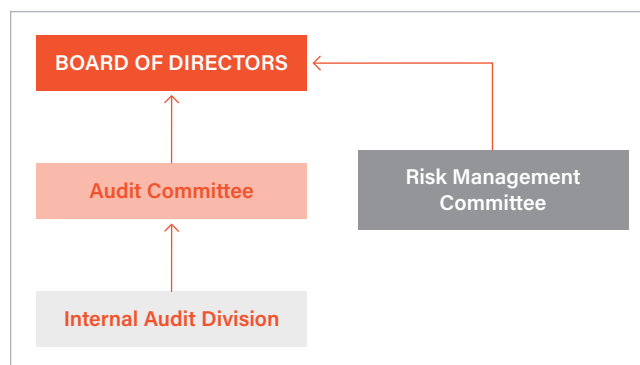 BOARD OF DIRECTORS
Audit Committee
Risk Management
Committee
Internal Audit Division